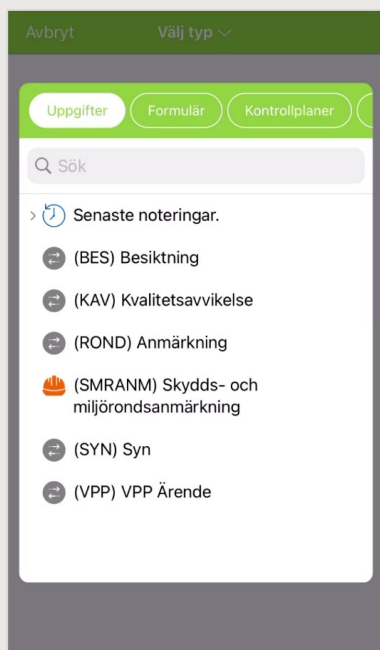 Avbryt
Välj typ
Uppgifter
Formulär
Kontrollplaner
Sök
Senaste noteringar.
(BES) Besiktning
(KAV) Kvalitetsavvikelse
(ROND) Anmärkning
(SMRANM) Skydds- och
miljörondsanmärkning
(SYN) Syn
(VPP) VPP Ärende